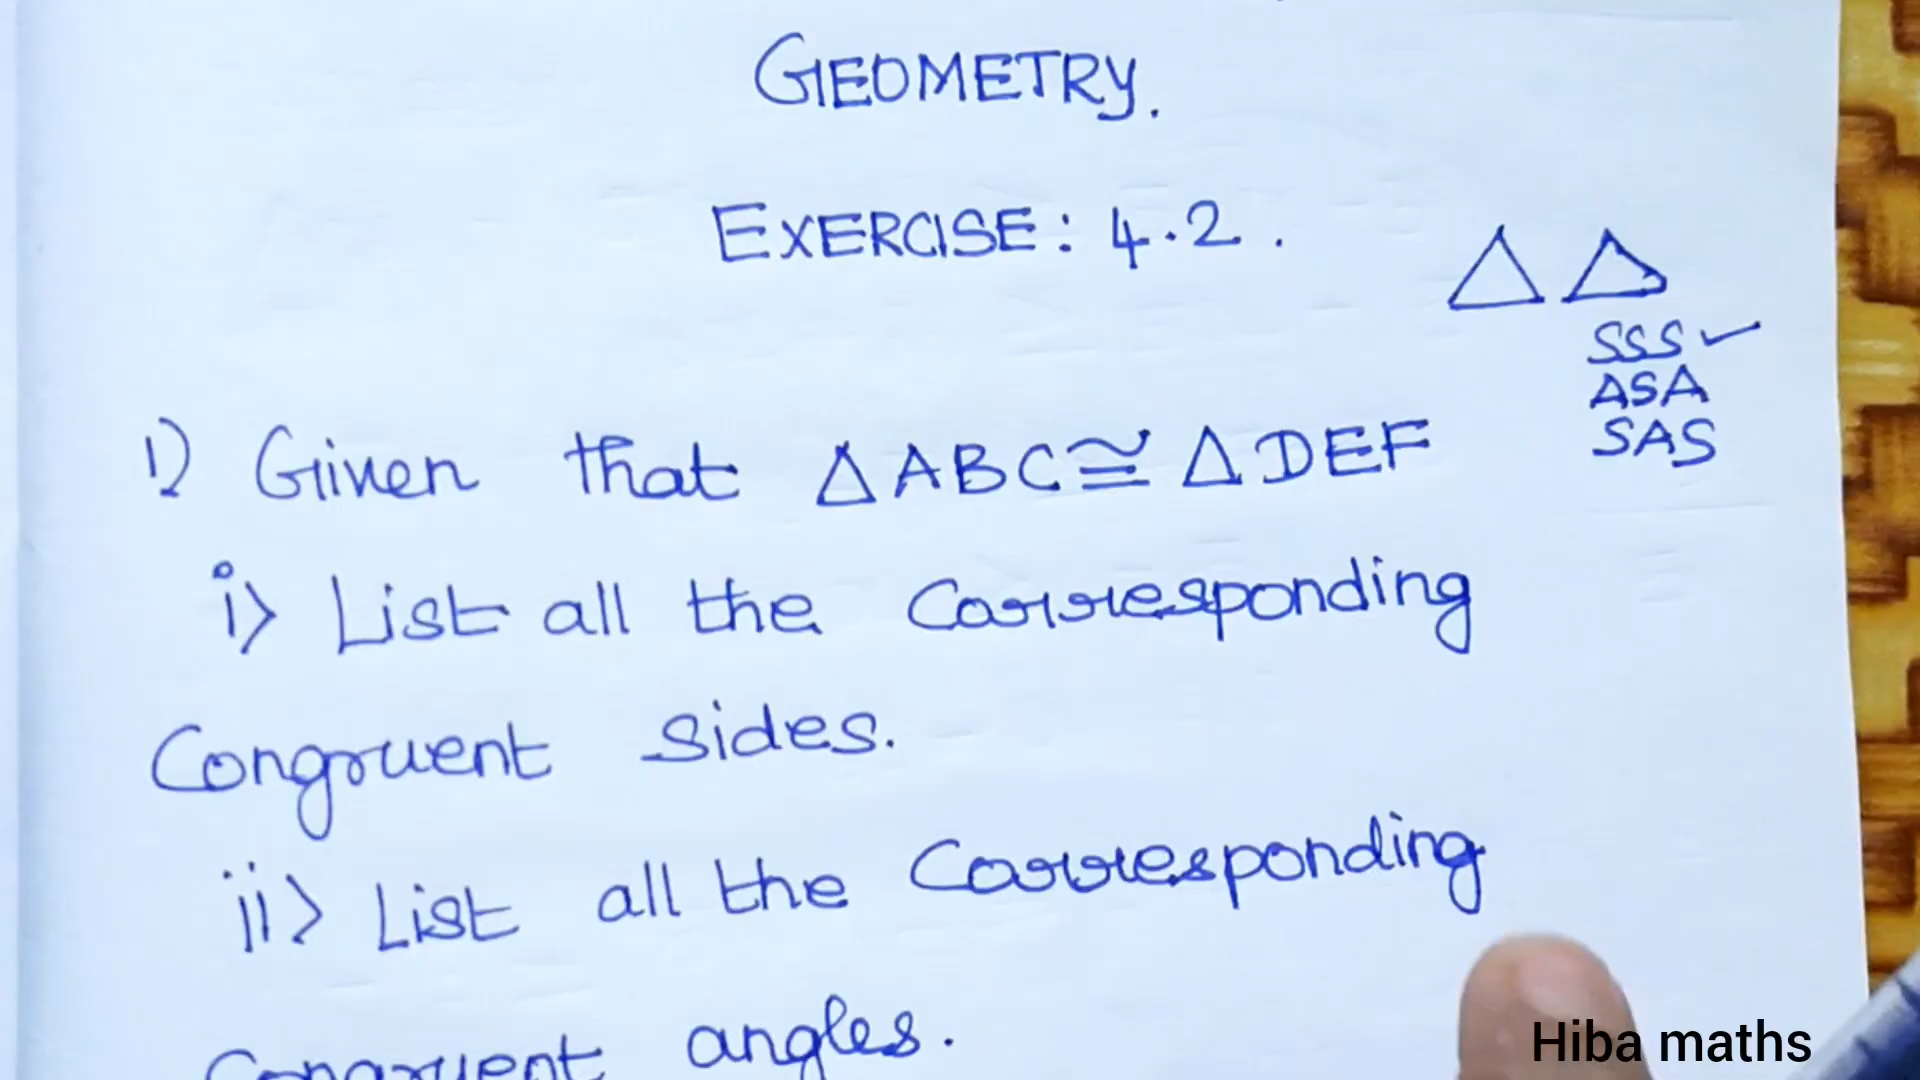 GEOMETRY.
EXERCISE: 4.2.
SSS ✓
ASA
SAS
1) Given that △ABC ≅ △DEF
i) List all the Corresponding
Congruent sides.
ii) List all the Corresponding
Congruent angles.
Hiba maths